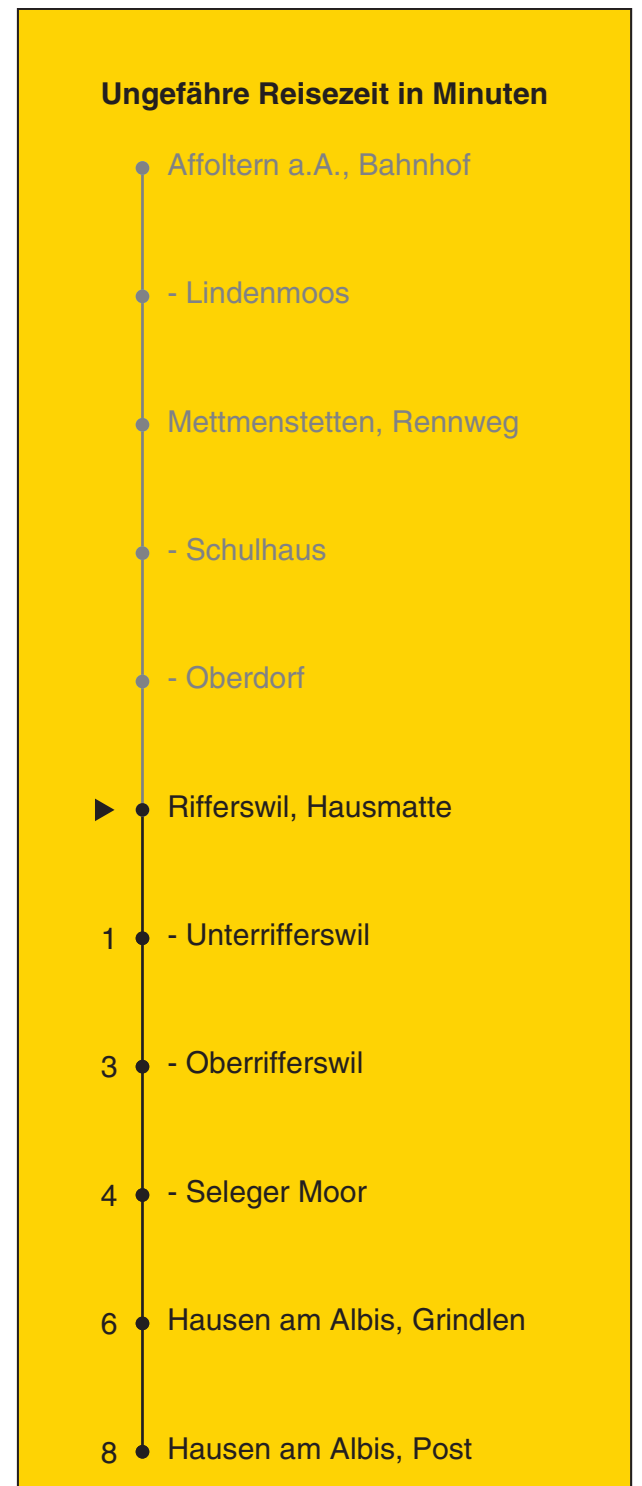 Ungefähre Reisezeit in Minuten
Affoltern a.A., Bahnhof
- Lindenmoos
Mettmenstetten, Rennweg
- Schulhaus
- Oberdorf
Rifferswil, Hausmatte
1 - Unterrifferswil
3 - Oberrifferswil
4 - Seleger Moor
6 Hausen am Albis, Grindlen
8 Hausen am Albis, Post